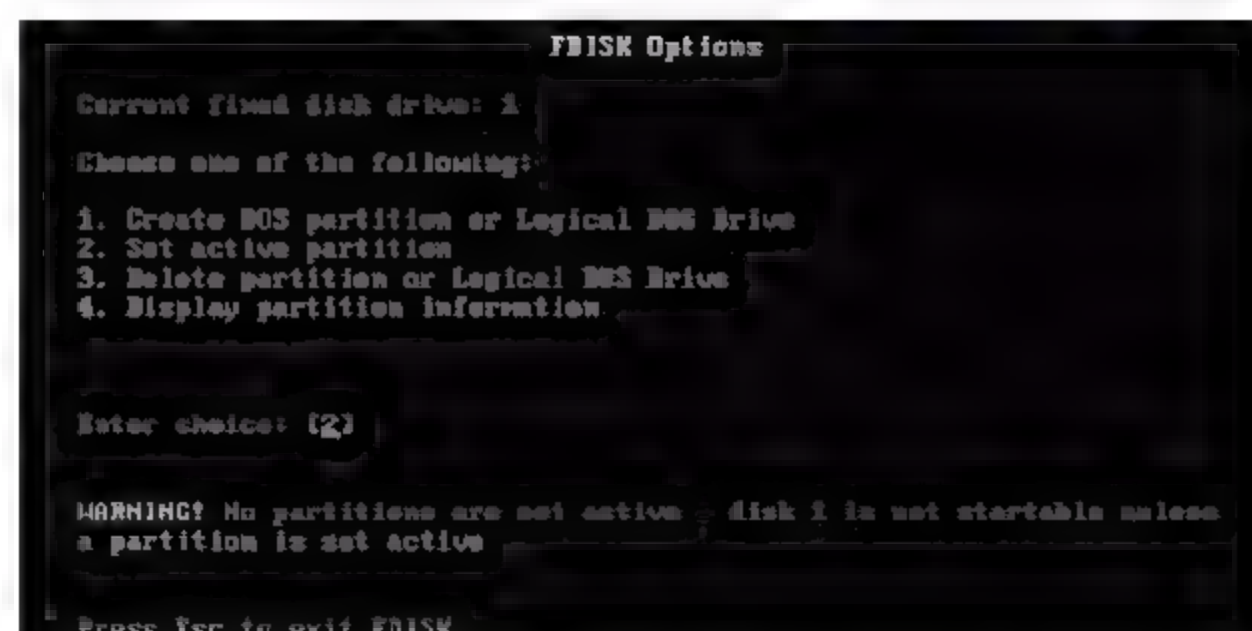 FDISK Options
Current fixed disk drive: 1
Choose one of the following:
1. Create DOS partition or Logical DOS Drive
2. Set active partition
3. Delete partition or Logical DOS Drive
4. Display partition information
Enter choice: [2]
WARNING! No partitions are set active - disk 1 is not startable unless
a partition is set active
Press Esc to exit FDISK